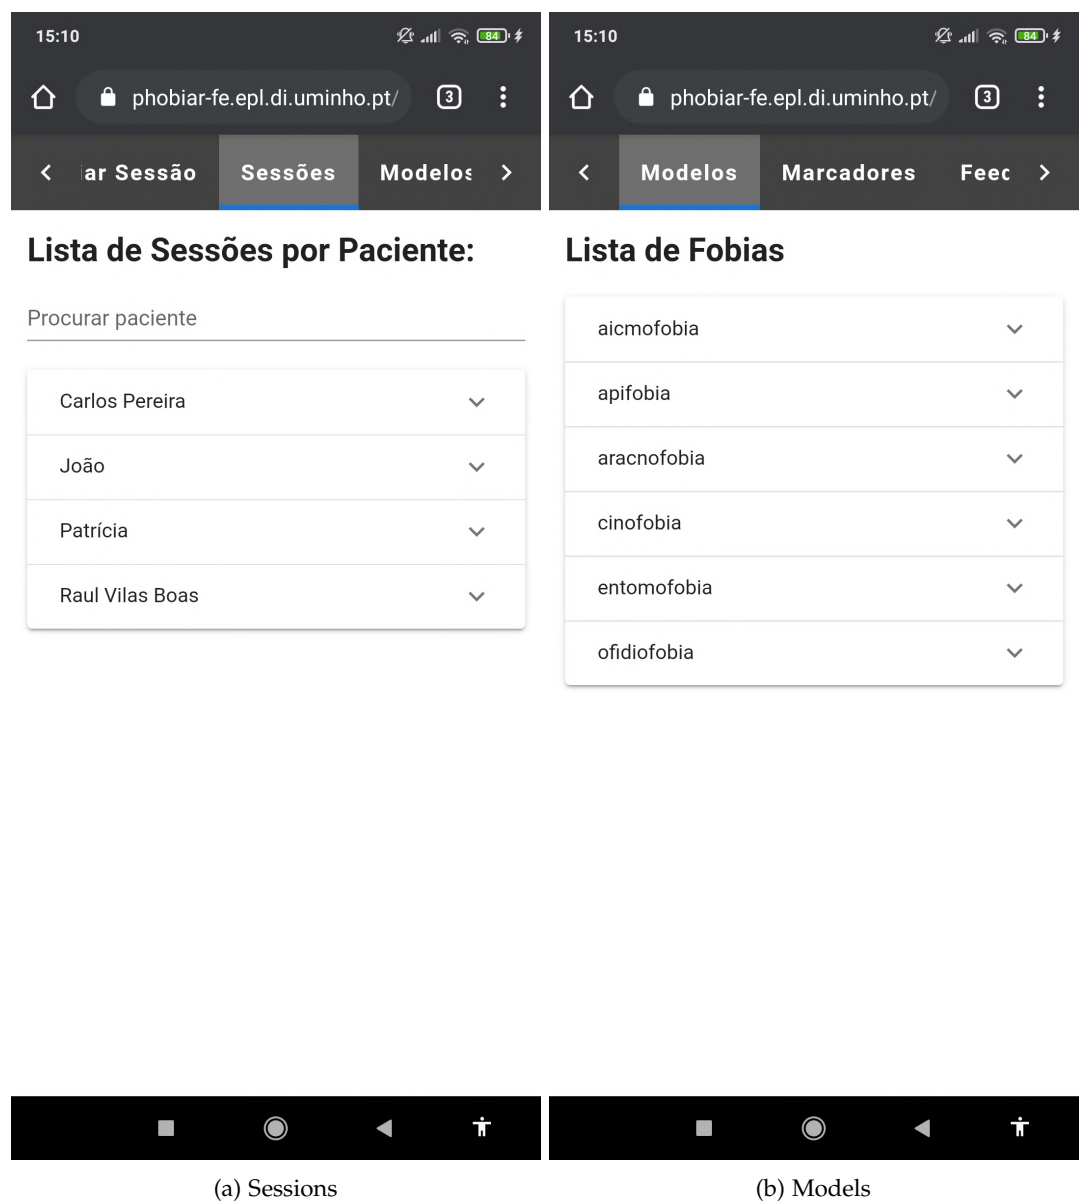 15:10
84
phobiar-fe.epl.di.uminho.pt/
3
ar Sessão Sessões Modelos
Lista de Sessões por Paciente:
Procurar paciente
Carlos Pereira
João
Patrícia
Raul Vilas Boas
(a) Sessions
15:10
84
phobiar-fe.epl.di.uminho.pt/
3
Modelos Marcadores Feec
Lista de Fobias
aicmofobia
apifobia
aracnofobia
cinofobia
entomofobia
ofidiofobia
(b) Models